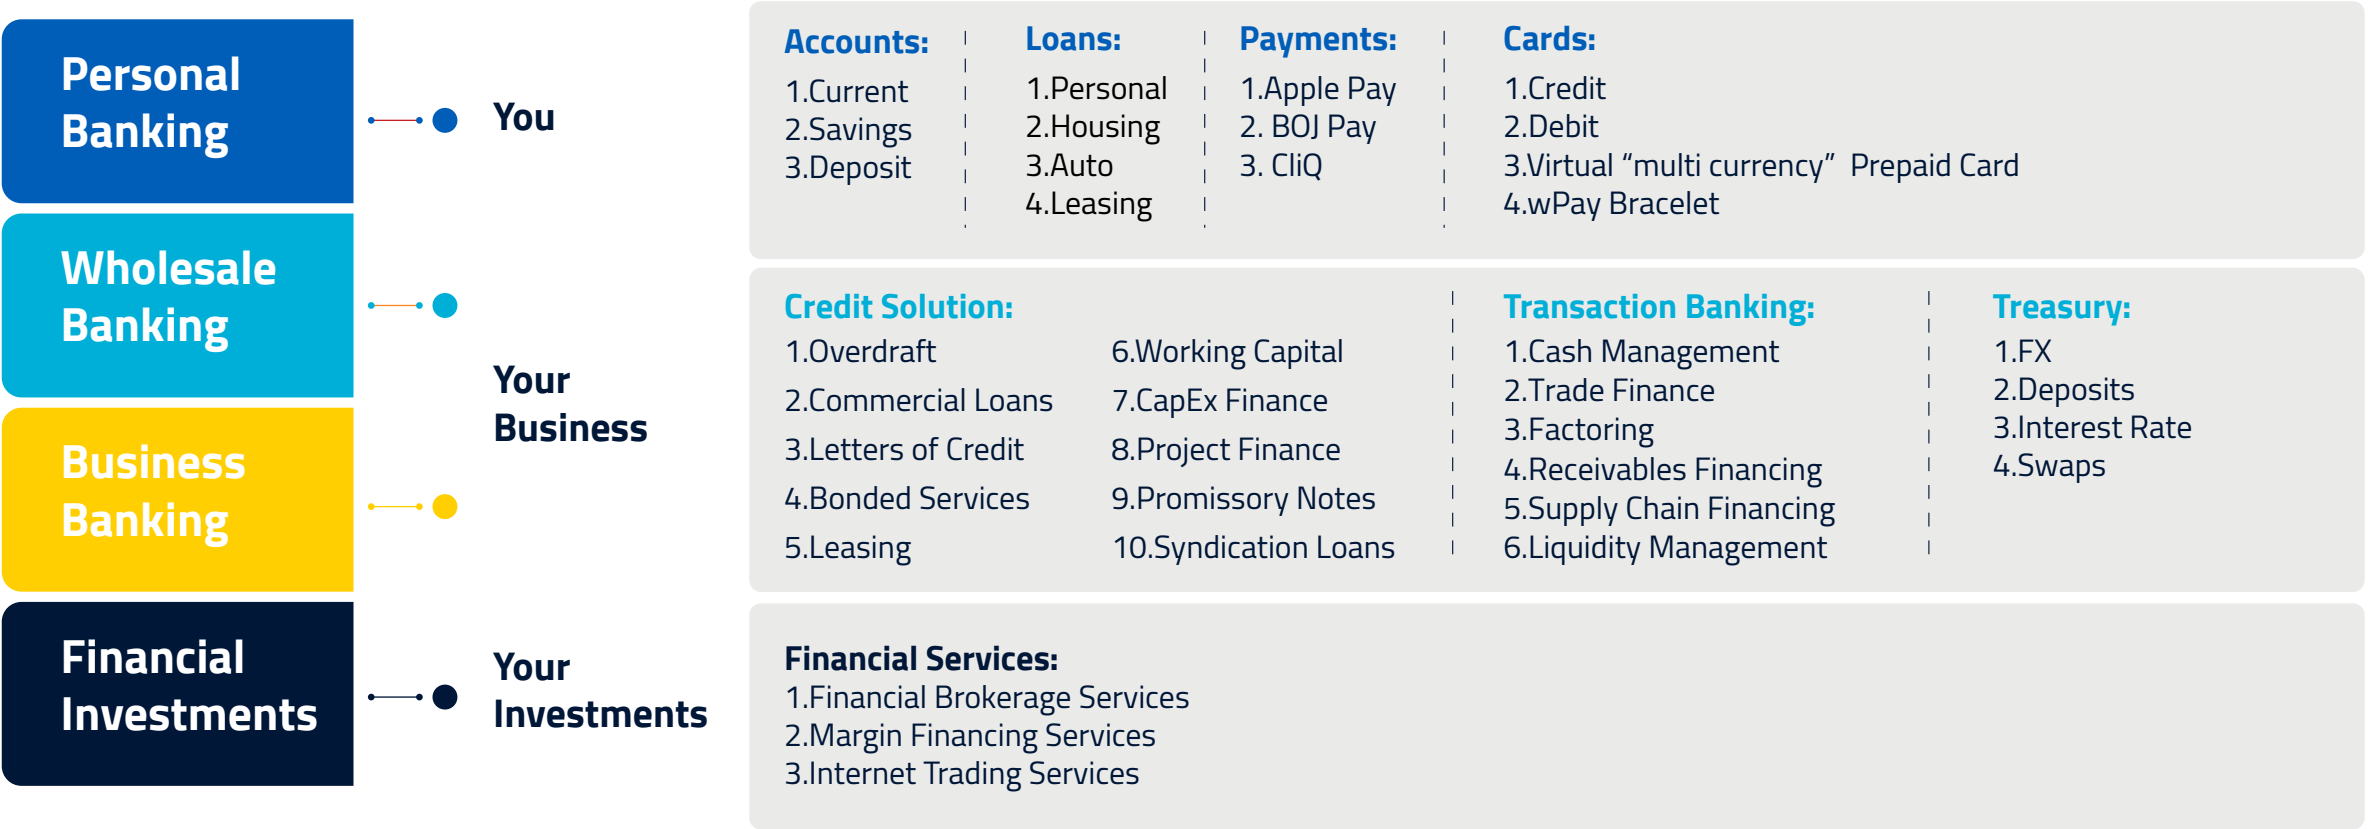 Personal
Banking
You
Accounts:
1.Current
2.Savings
3.Deposit
Loans:
1.Personal
2.Housing
3.Auto
4.Leasing
Payments:
1.Apple Pay
2. BOJ Pay
3. CliQ
Cards:
1.Credit
2.Debit
3.Virtual “multi currency” Prepaid Card
4.wPay Bracelet
Wholesale
Banking
Business
Banking
Your
Business
Credit Solution:
1.Overdraft
2.Commercial Loans
3.Letters of Credit
4.Bonded Services
5.Leasing
6.Working Capital
7.CapEx Finance
8.Project Finance
9.Promissory Notes
10.Syndication Loans
Transaction Banking:
1.Cash Management
2.Trade Finance
3.Factoring
4.Receivables Financing
5.Supply Chain Financing
6.Liquidity Management
Treasury:
1.FX
2.Deposits
3.Interest Rate
4.Swaps
Financial
Investments
Your
Investments
Financial Services:
1.Financial Brokerage Services
2.Margin Financing Services
3.Internet Trading Services